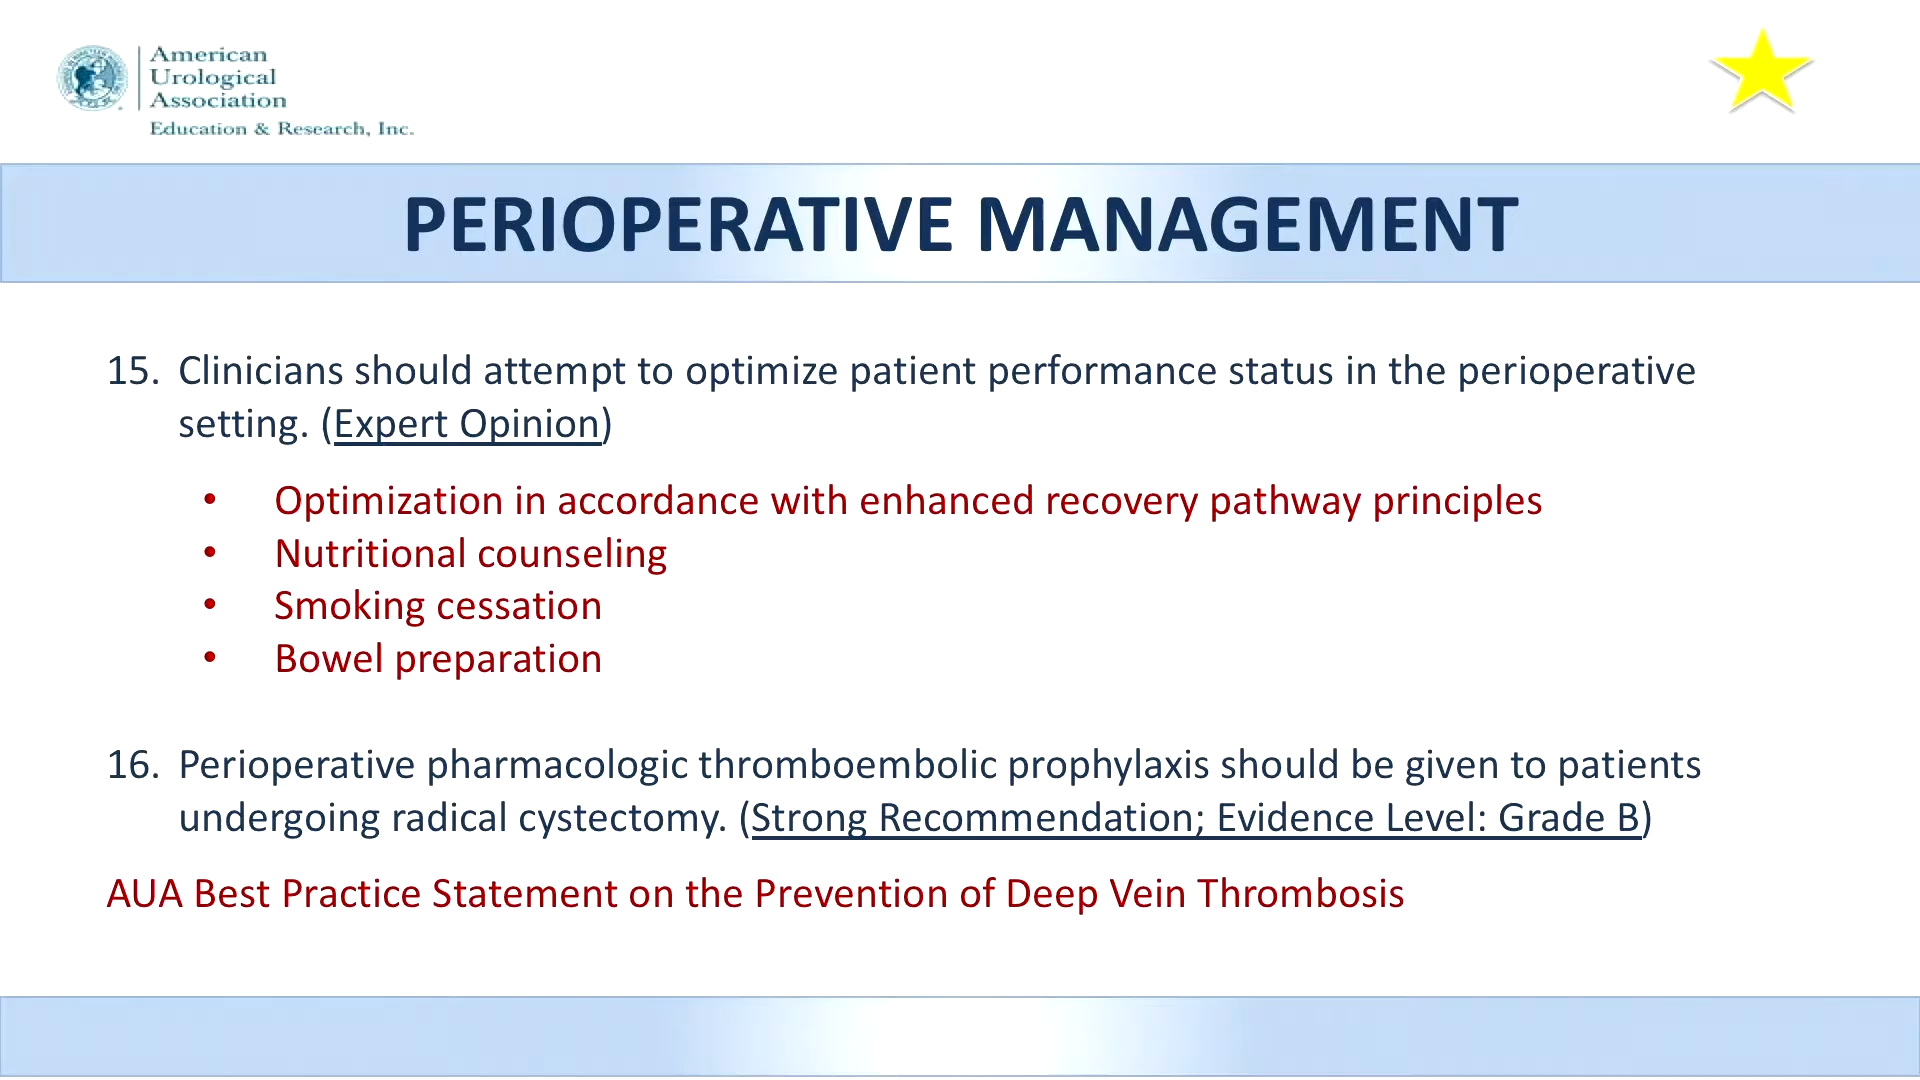 American
Urological
Association
Education & Research, Inc.
PERIOPERATIVE MANAGEMENT
15. Clinicians should attempt to optimize patient performance status in the perioperative
setting. (Expert Opinion)
• Optimization in accordance with enhanced recovery pathway principles
• Nutritional counseling
• Smoking cessation
• Bowel preparation
16. Perioperative pharmacologic thromboembolic prophylaxis should be given to patients
undergoing radical cystectomy. (Strong Recommendation; Evidence Level: Grade B)
AUA Best Practice Statement on the Prevention of Deep Vein Thrombosis